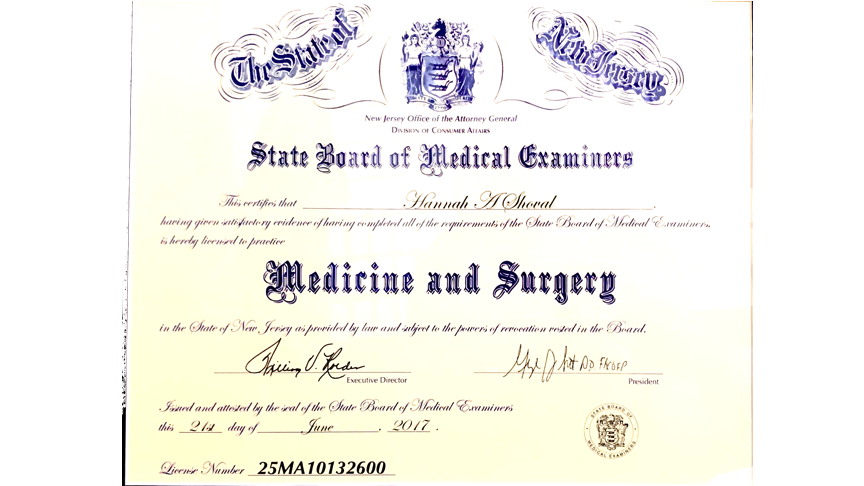 The State of New Jersey
New Jersey Office of the Attorney General
Division of Consumer Affairs
State Board of Medical Examiners
This certifies that Hannah A Shoval
having given satisfactory evidence of having completed all of the requirements of the State Board of Medical Examiners,
is hereby licensed to practice
Medicine and Surgery
in the State of New Jersey as provided by law and subject to the powers of revocation vested in the Board.
Executive Director
President
Issued and attested by the seal of the State Board of Medical Examiners
this 21st day of June, 2017.
STATE BOARD OF
MEDICAL EXAMINERS
License Number 25MA10132600